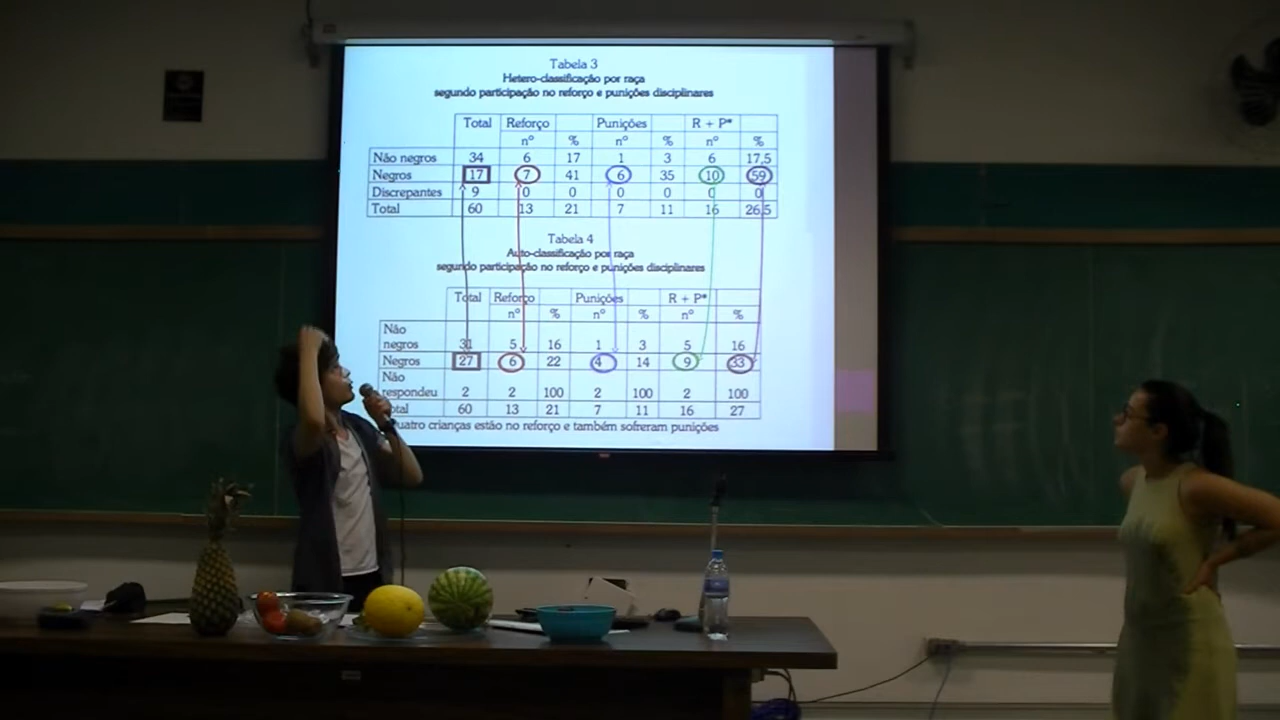 Tabela 3
Hetero-classificação por raça
segundo participação no reforço e punições disciplinares
Total Reforço Punições R + P*
nº % nº % nº %
Não negros 34 6 17 1 3 6 17,5
Negros 17 7 41 6 35 10 59
Discrepantes 9 0 0 0 0 0 0
Total 60 13 21 7 11 16 26,5
Tabela 4
Auto-classificação por raça
segundo participação no reforço e punições disciplinares
Total Reforço Punições R + P*
nº % nº % nº %
Não
negros 31 5 16 1 3 5 16
Negros 27 6 22 4 14 9 33
Não
respondeu 2 2 100 2 100 2 100
otal 60 13 21 7 11 16 27
uatro crianças estão no reforço e também sofreram punições